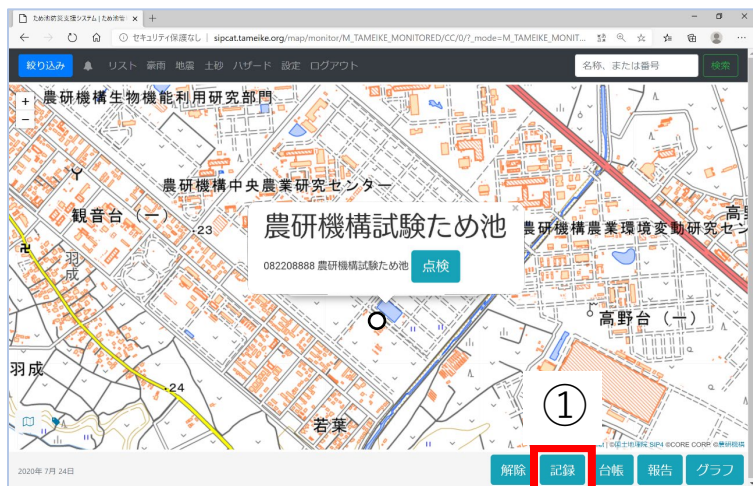 ため池防災支援システム | ため池管
セキュリティ保護なし | sipcat.tameike.org/map/monitor/M_TAMEIKE_MONITORED/CC/0/?_mode=M_TAMEIKE_MONIT...
絞り込み リスト 豪雨 地震 土砂 ハザード 設定 ログアウト 名称、または番号 検索
+
−
農研機構生物機能利用研究部門
農研機構中央農業研究センター
観音台(一)
23
羽成
農研機構試験ため池
×
082208888 農研機構試験ため池 点検
農研機構農業環境変動研究セン
高野台(一)
羽成
24
若葉
①
国土地理院 SIP4 ©CORE CORP. ©農研機構
2020年 7月 24日
解除 記録 台帳 報告 グラフ